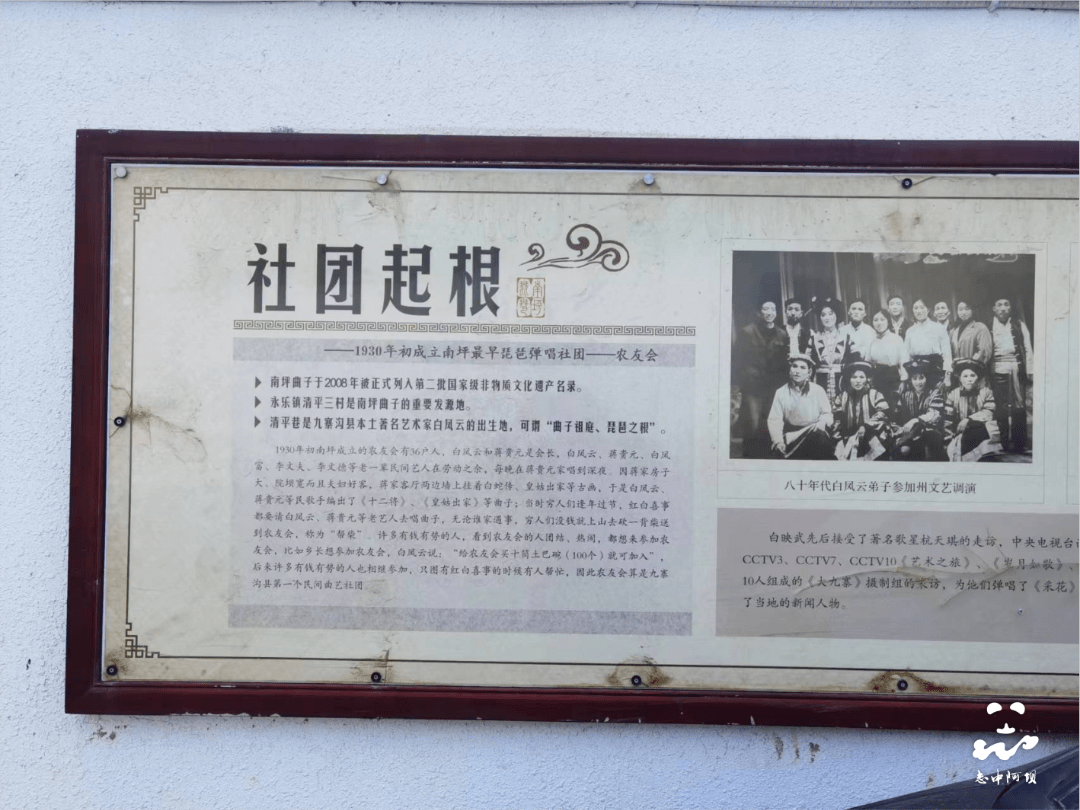 社团起根
——1930年初成立南坪最早琵琶弹唱社团——农友会
南坪曲子于2008年被正式列入第二批国家级非物质文化遗产名录。
永乐镇清平三村是南坪曲子的重要发源地。
清平巷是九寨沟县本土著名艺术家白凤云的出生地，可谓“曲子祖庭、琵琶之根”。
1930年初南坪成立的农友会有36户人，白凤云和蒋贵元是会长，白凤云、蒋贵元、白凤
富、李文夫、李文德等老一辈民间艺人在劳动之余，每晚在蒋贵元家唱到深夜。因蒋家房子
大、院坝宽而且夫妇好客，蒋家客厅两边墙上挂着白蛇传、皇姑出家等古画，于是白凤云、
蒋贵元等民歌手编出了《十二得》、《皇姑出家》等曲子；当时穷人们逢年过节，红白喜事
都要请白凤云、蒋贵元等老艺人去唱曲子，无论谁家遇事，穷人们没钱就上山去砍一背柴送
到农友会，称为“帮柴”。许多有钱有势的人，看到农友会的人团结、热闹，都想来参加农
友会，比如乡长想参加农友会，白凤云说：“给农友会买十筒土巴碗（100个）就可加入”，
后来许多有钱有势的人也相继参加，只图有红白喜事的时候有人帮忙，因此农友会算是九寨
沟县第一个民间曲艺社团。
八十年代白凤云弟子参加州文艺调演
白映武先后接受了著名歌星杭天琪的走访，中央电视台
CCTV3、CCTV7、CCTV10《艺术之旅》、《岁月如歌》、
10人组成的《大九寨》摄制组的采访，为他们弹唱了《采花》
了当地的新闻人物。
志中阿坝